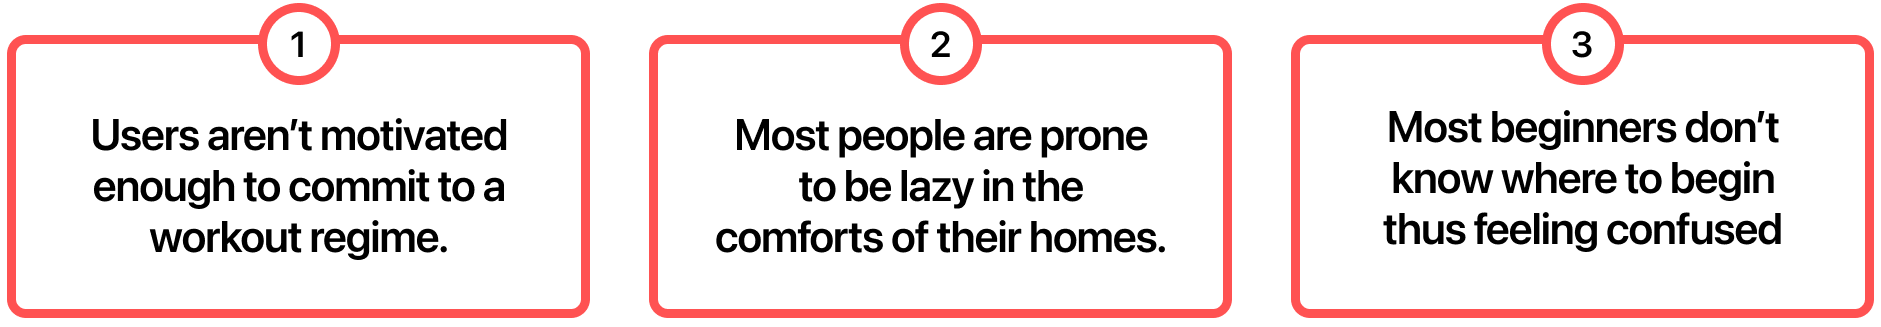 1
Users aren’t motivated
enough to commit to a
workout regime.
2
Most people are prone
to be lazy in the
comforts of their homes.
3
Most beginners don’t
know where to begin
thus feeling confused